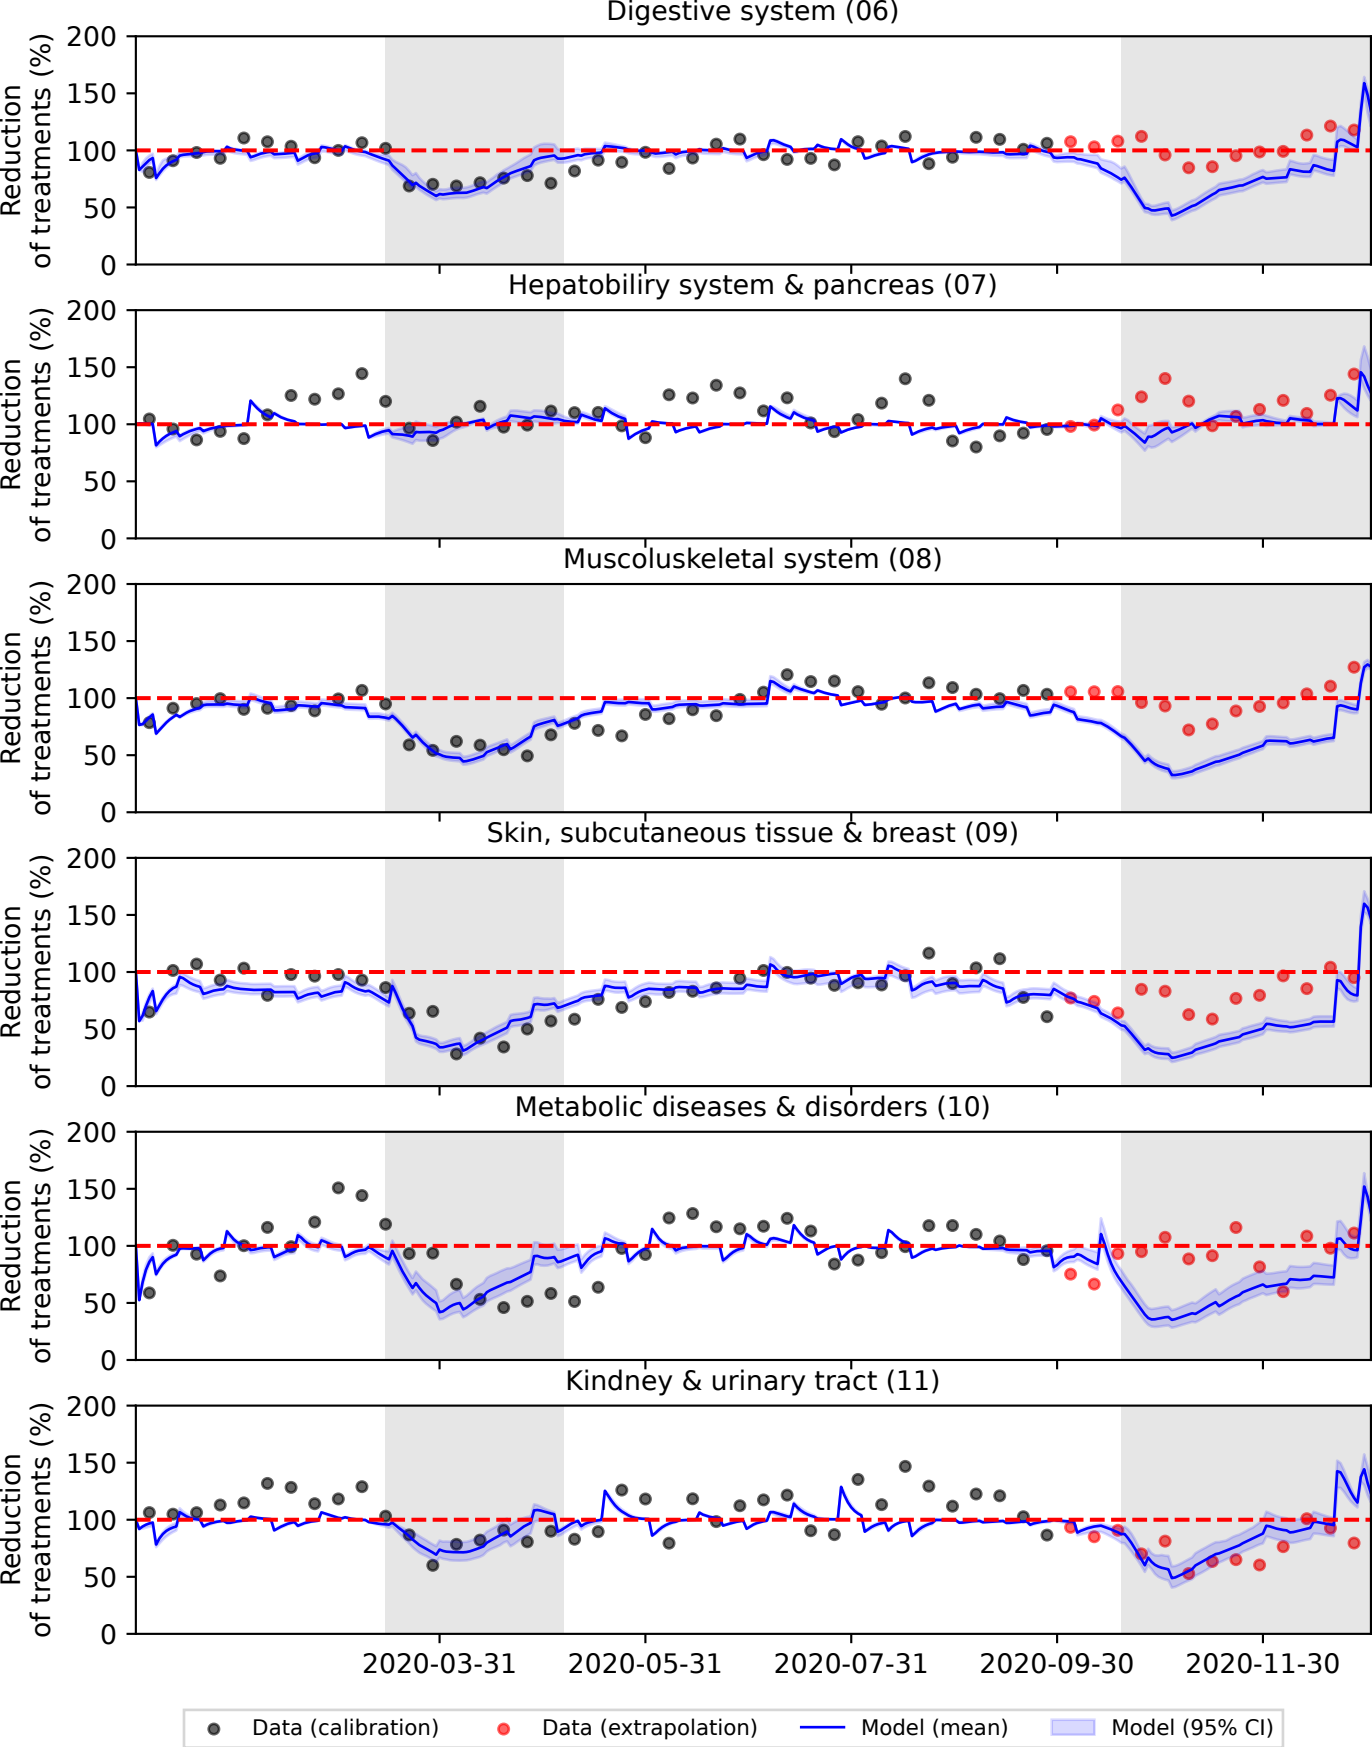 Digestive system (06)
Reduction
of treatments (%)
200
150
100
50
0
Hepatobiliry system & pancreas (07)
Reduction
of treatments (%)
200
150
100
50
0
Muscoluskeletal system (08)
Reduction
of treatments (%)
200
150
100
50
0
Skin, subcutaneous tissue & breast (09)
Reduction
of treatments (%)
200
150
100
50
0
Metabolic diseases & disorders (10)
Reduction
of treatments (%)
200
150
100
50
0
Kindney & urinary tract (11)
Reduction
of treatments (%)
200
150
100
50
0
2020-03-31 2020-05-31 2020-07-31 2020-09-30 2020-11-30
Data (calibration) Data (extrapolation) Model (mean) Model (95% CI)